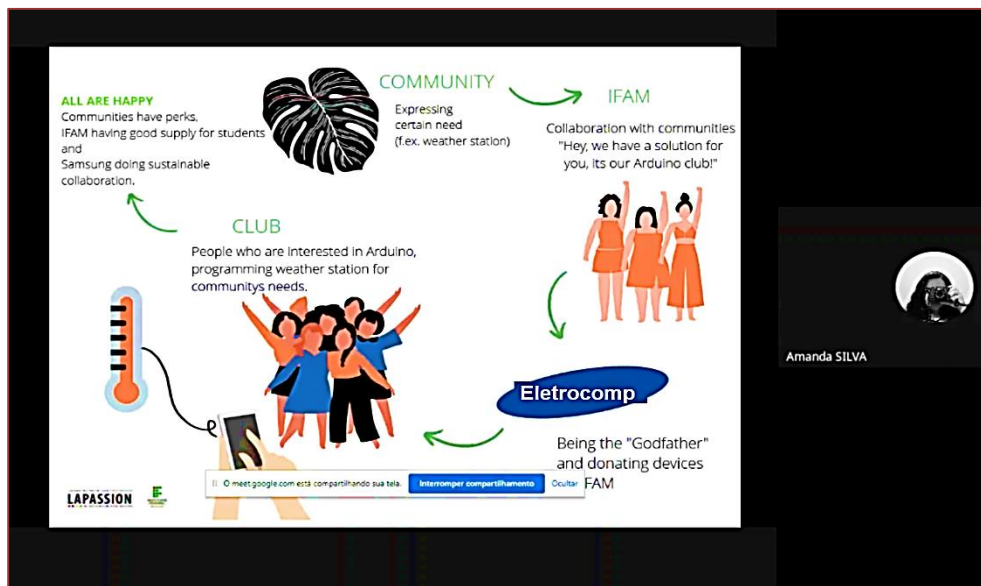 COMMUNITY
Expressing
certain need
(f.ex. weather station)
IFAM
Collaboration with communities
"Hey, we have a solution for
you, its our Arduino club!"
Eletrocomp
Being the "Godfather"
and donating devices
FAM
CLUB
People who are interested in Arduino,
programming weather station for
communitys needs.
ALL ARE HAPPY
Communities have perks,
IFAM having good supply for students
and
Samsung doing sustainable
collaboration.
O meet.google.com está compartilhando sua tela.
Interromper compartilhamento
Ocultar
LAPASSION
Amanda SILVA